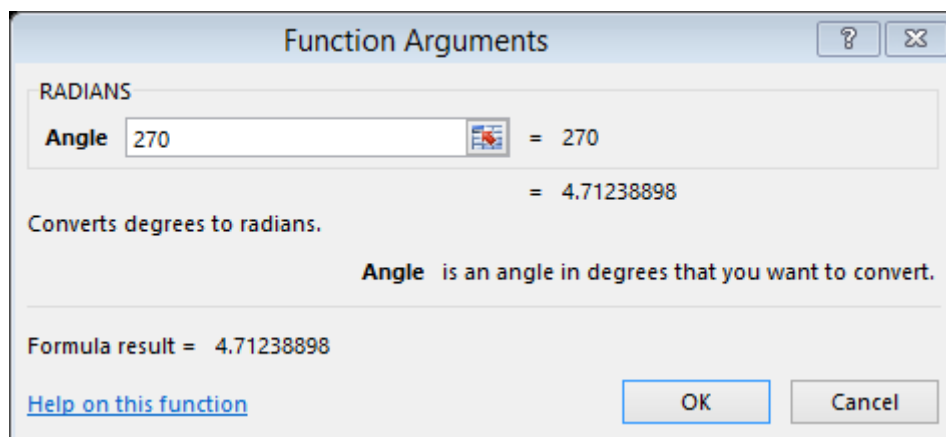 Function Arguments
RADIANS
Angle 270 = 270
= 4.71238898
Converts degrees to radians.
Angle is an angle in degrees that you want to convert.
Formula result = 4.71238898
Help on this function
OK Cancel